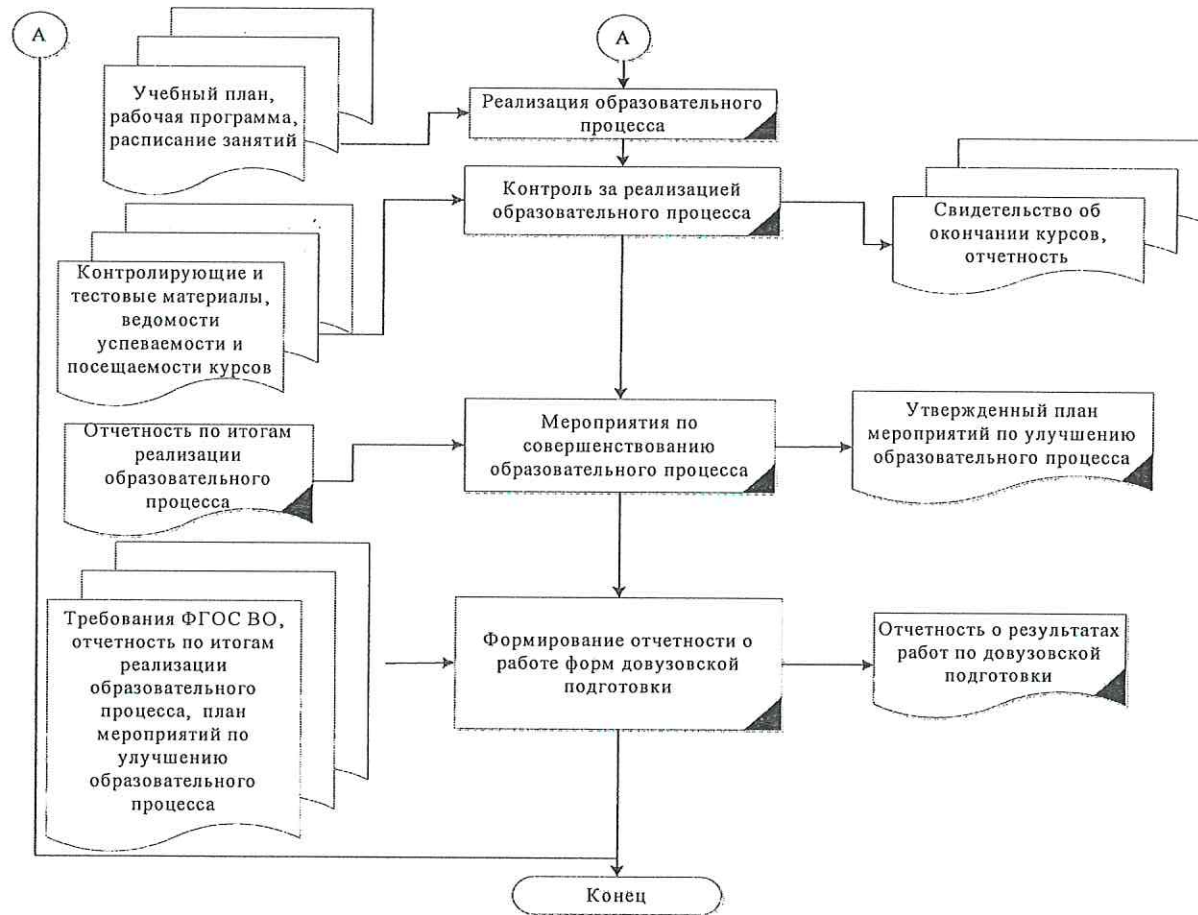 А
А
Учебный план,
рабочая программа,
расписание занятий
Реализация образовательного
процесса
Контроль за реализацией
образовательного процесса
Свидетельство об
окончании курсов,
отчетность
Контролирующие и
тестовые материалы,
ведомости
успеваемости и
посещаемости курсов
Отчетность по итогам
реализации
образовательного
процесса
Мероприятия по
совершенствованию
образовательного процесса
Утвержденный план
мероприятий по улучшению
образовательного процесса
Требования ФГОС ВО,
отчетность по итогам
реализации
образовательного
процесса, план
мероприятий по
улучшению
образовательного
процесса
Формирование отчетности о
работе форм довузовской
подготовки
Отчетность о результатах
работ по довузовской
подготовки
Конец